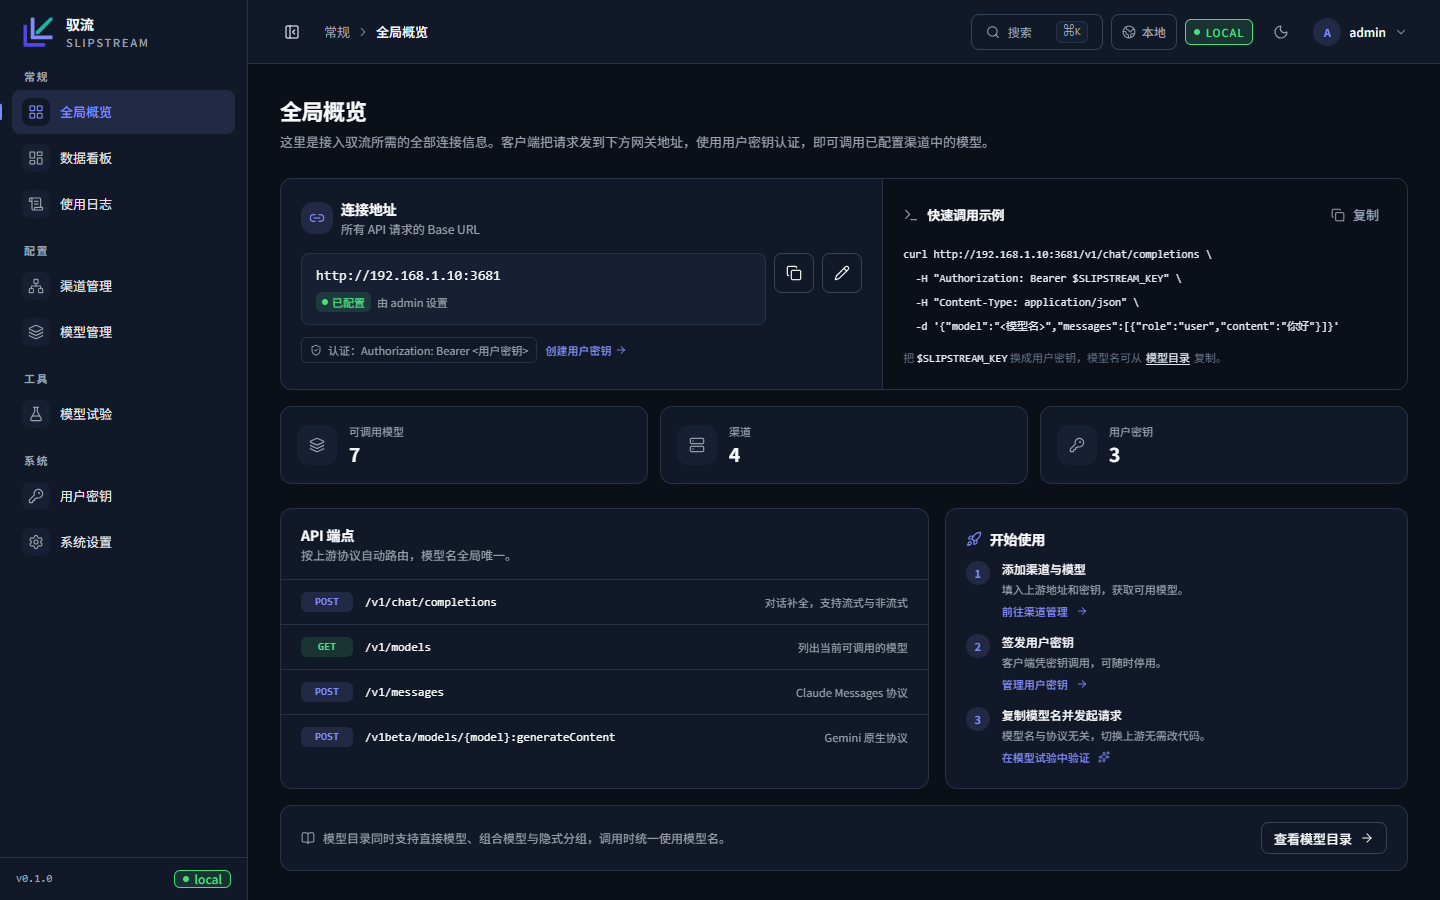 驭流
SLIPSTREAM
常规
全局概览
数据看板
使用日志
配置
渠道管理
模型管理
工具
模型试验
系统
用户密钥
系统设置
v0.1.0
local
常规 > 全局概览
搜索 ⌘K
本地
LOCAL
A admin
全局概览
这里是接入驭流所需的全部连接信息。客户端把请求发到下方网关地址，使用用户密钥认证，即可调用已配置渠道中的模型。
连接地址
所有 API 请求的 Base URL
http://192.168.1.10:3681
已配置 由 admin 设置
认证：Authorization: Bearer <用户密钥>
创建用户密钥 →
快速调用示例
复制
curl http://192.168.1.10:3681/v1/chat/completions \
-H "Authorization: Bearer $SLIPSTREAM_KEY" \
-H "Content-Type: application/json" \
-d '{"model":"<模型名>","messages":[{"role":"user","content":"你好"}]}'
把 $SLIPSTREAM_KEY 换成用户密钥，模型名可从 模型目录 复制。
可调用模型
7
渠道
4
用户密钥
3
API 端点
按上游协议自动路由，模型名全局唯一。
POST /v1/chat/completions 对话补全，支持流式与非流式
GET /v1/models 列出当前可调用的模型
POST /v1/messages Claude Messages 协议
POST /v1beta/models/{model}:generateContent Gemini 原生协议
开始使用
1 添加渠道与模型
填入上游地址和密钥，获取可用模型。
前往渠道管理 →
2 签发用户密钥
客户端凭密钥调用，可随时停用。
管理用户密钥 →
3 复制模型名并发起请求
模型名与协议无关，切换上游无需改代码。
在模型试验中验证
模型目录同时支持直接模型、组合模型与隐式分组，调用时统一使用模型名。
查看模型目录 →